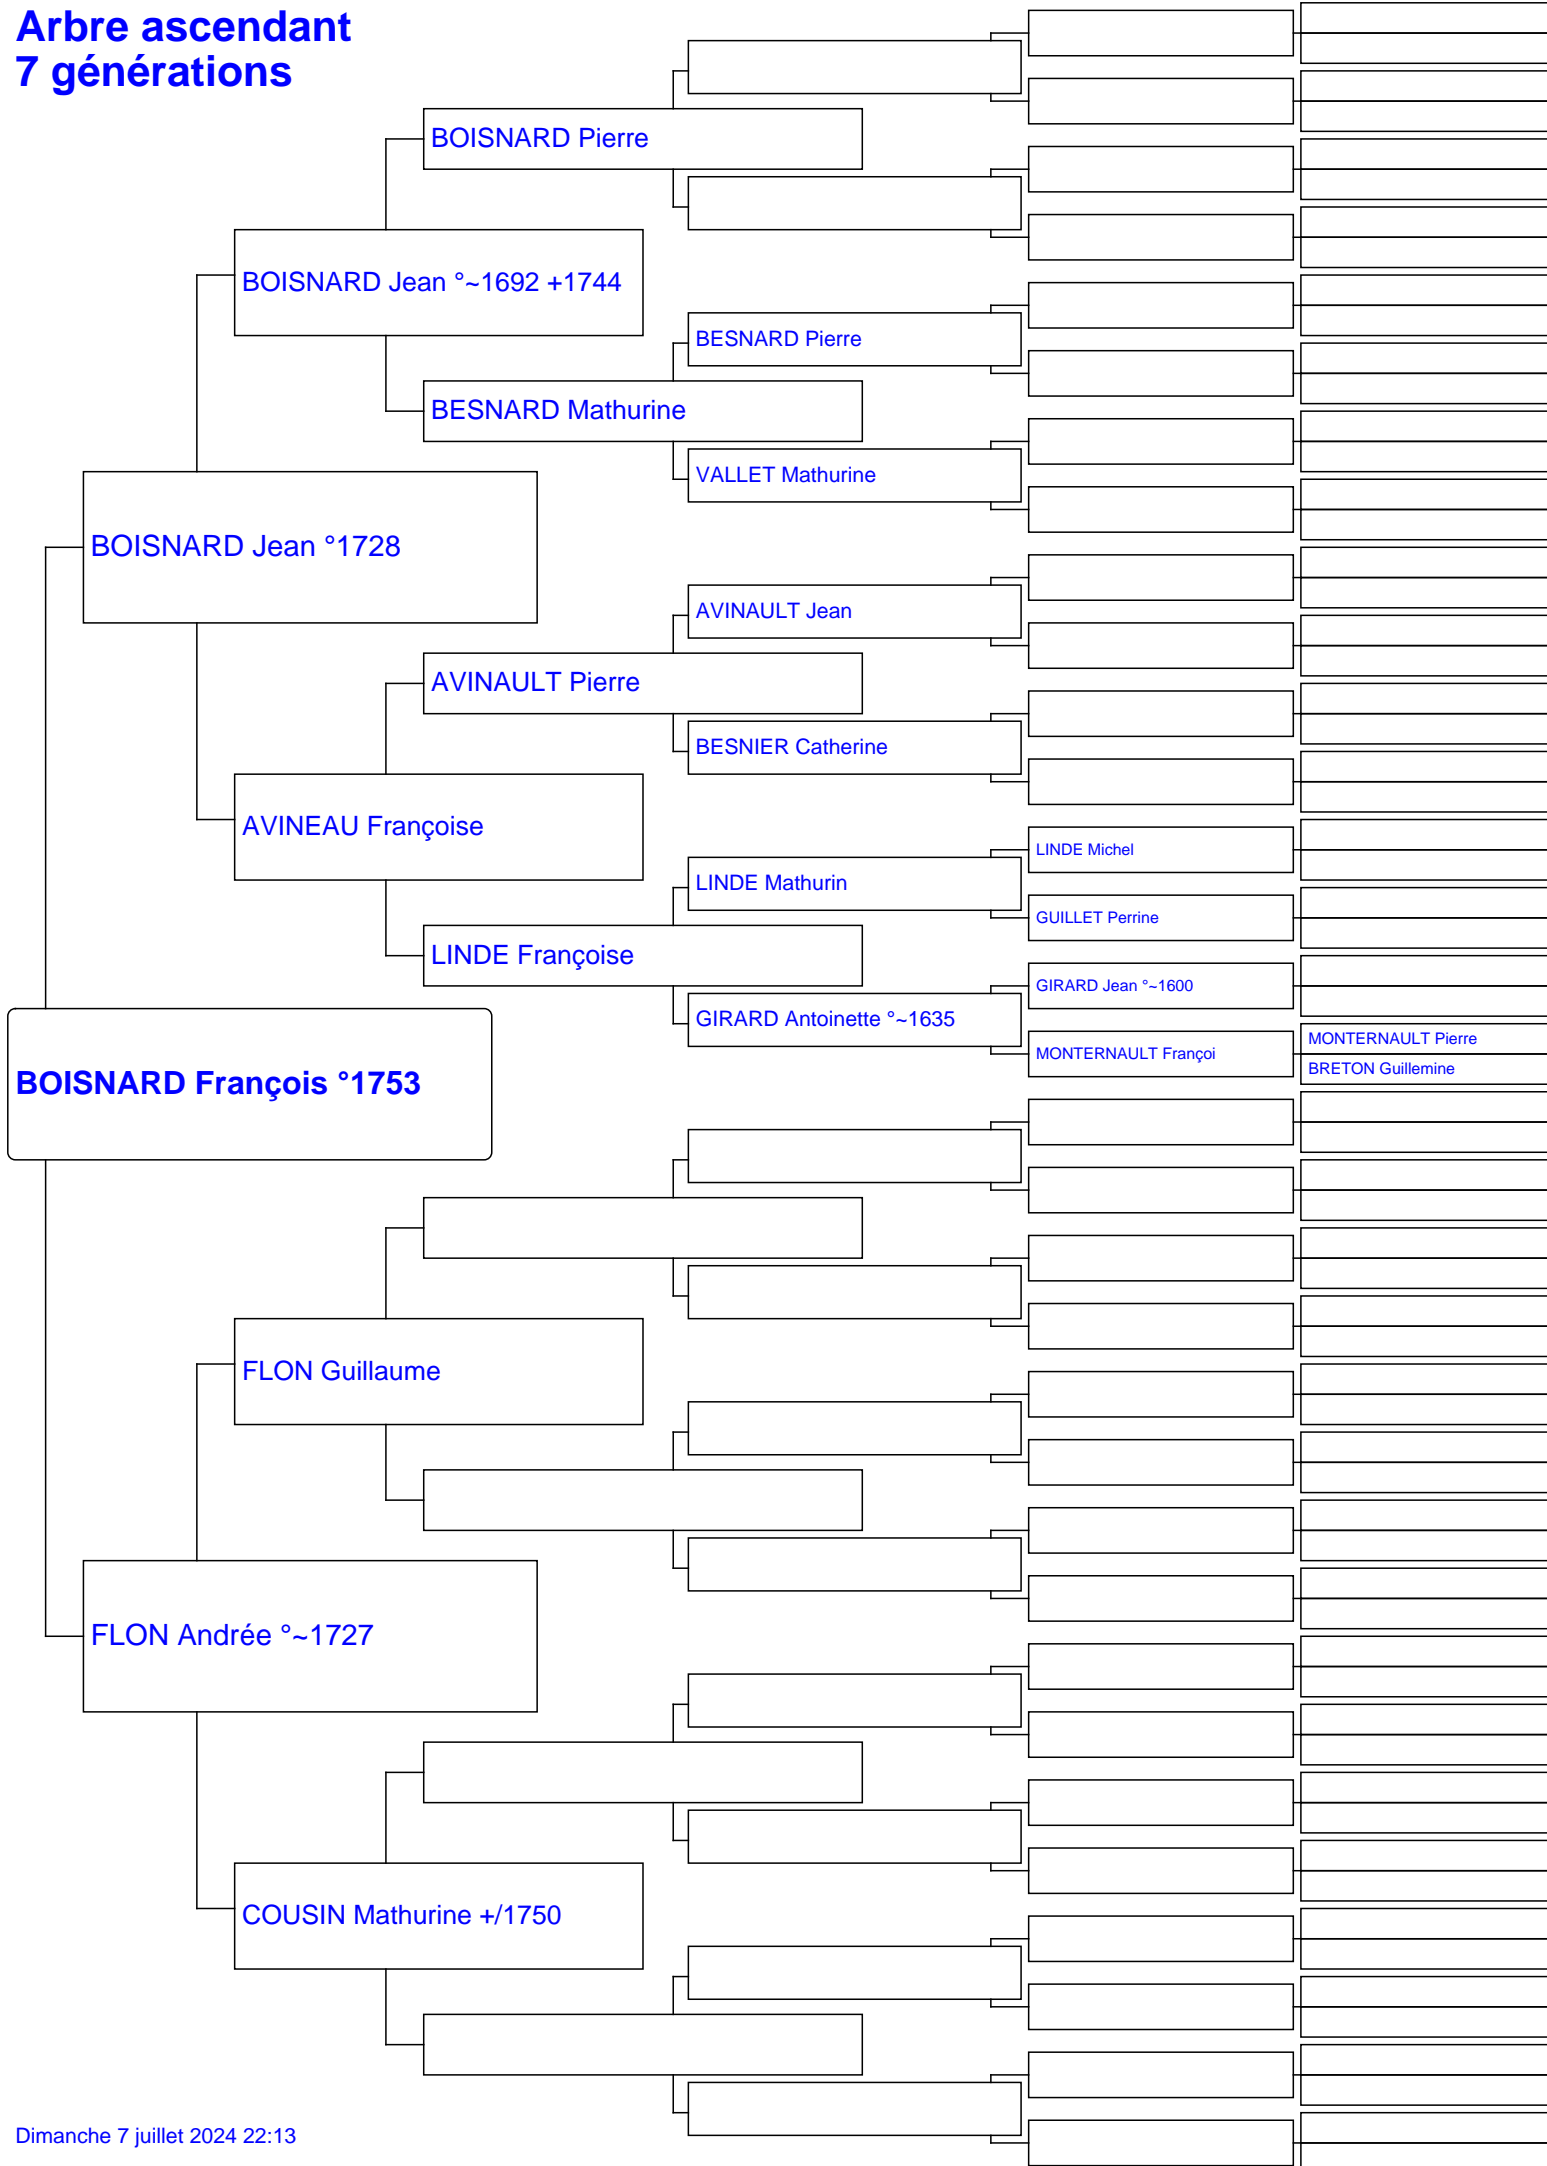 Arbre ascendant
7 générations
BOISNARD Pierre
BOISNARD Jean °~1692 +1744
BESNARD Pierre
BESNARD Mathurine
VALLET Mathurine
BOISNARD Jean °1728
AVINAULT Jean
AVINAULT Pierre
BESNIER Catherine
AVINEAU Françoise
LINDE Michel
LINDE Mathurin
GUILLET Perrine
LINDE Françoise
GIRARD Jean °~1600
GIRARD Antoinette °~1635
MONTERNAULT Françoi
MONTERNAULT Pierre
BRETON Guillemine
BOISNARD François °1753
FLON Guillaume
FLON Andrée °~1727
COUSIN Mathurine +/1750
Dimanche 7 juillet 2024 22:13